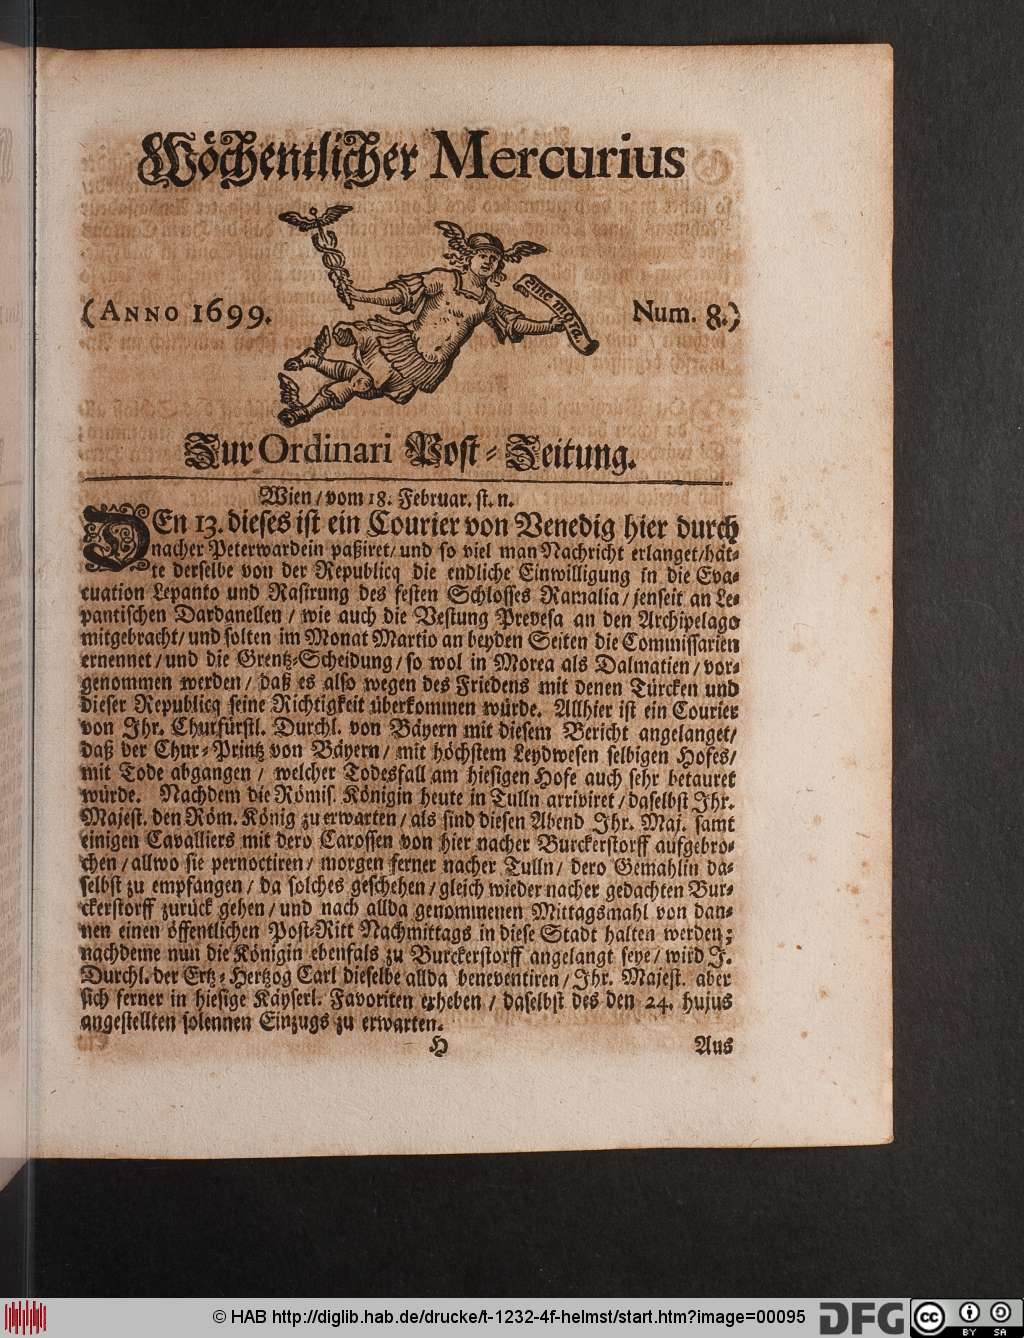 Wöchentlicher Mercurius
sine mora.
(ANNO 1699. Num. 8.)
Zur Ordinari Post-Zeitung.
Wien / vom 18. Februar. st. n.
DEn 13. dieses ist ein Courier von Venedig hier durch
nacher Peterwardein paßiret / und so viel man Nachricht erlanget / hät-
te derselbe von der Republicq die endliche Einwilligung in die Eva-
cuation Lepanto und Rasirung des festen Schlosses Ramalia / jenseit an Le-
pantischen Dardanellen / wie auch die Vestung Prevesa an den Archipelago
mitgebracht / und solten im Monat Martio an beyden Seiten die Commissarien
ernennet / und die Grentz-Scheidung / so wol in Morea als Dalmatien / vor-
genommen werden / daß es also wegen des Friedens mit denen Türcken und
dieser Republicq seine Richtigkeit überkommen würde. Allhier ist ein Courier
von Ihr. Churfürstl. Durchl. von Bäyern mit diesem Bericht angelanget /
daß der Chur-Printz von Bäyern / mit höchstem Leydwesen selbigen Hofes /
mit Tode abgangen / welcher Todesfall am hiesigen Hofe auch sehr betauret
würde. Nachdem die Römis. Königin heute in Tulln arriviret / daselbst Ihr.
Majest. den Röm. König zu erwarten / als sind diesen Abend Ihr. Maj. samt
einigen Cavalliers mit dero Carossen von hier nacher Burckerstorff aufgebro-
chen / allwo sie pernoctiren / morgen ferner nacher Tulln / dero Gemahlin da-
selbst zu empfangen / da solches geschehen / gleich wieder nacher gedachten Bur-
ckerstorff zurück gehen / und nach allda genommenen Mittagsmahl von dan-
nen einen öffentlichen Post-Ritt Nachmittags in diese Stadt halten werden;
nachdeme nun die Königin ebenfals zu Burckerstorff angelangt seye / wird J.
Durchl. der Ertz-Hertzog Carl dieselbe allda beneventiren / Ihr. Majest. aber
sich ferner in hiesige Käyserl. Favoriten erheben / daselbst des den 24. hujus
angestellten solennen Einzugs zu erwarten.
H Aus
© HAB http://diglib.hab.de/drucke/t-1232-4f-helmst/start.htm?image=00095 DFG cc BY SA